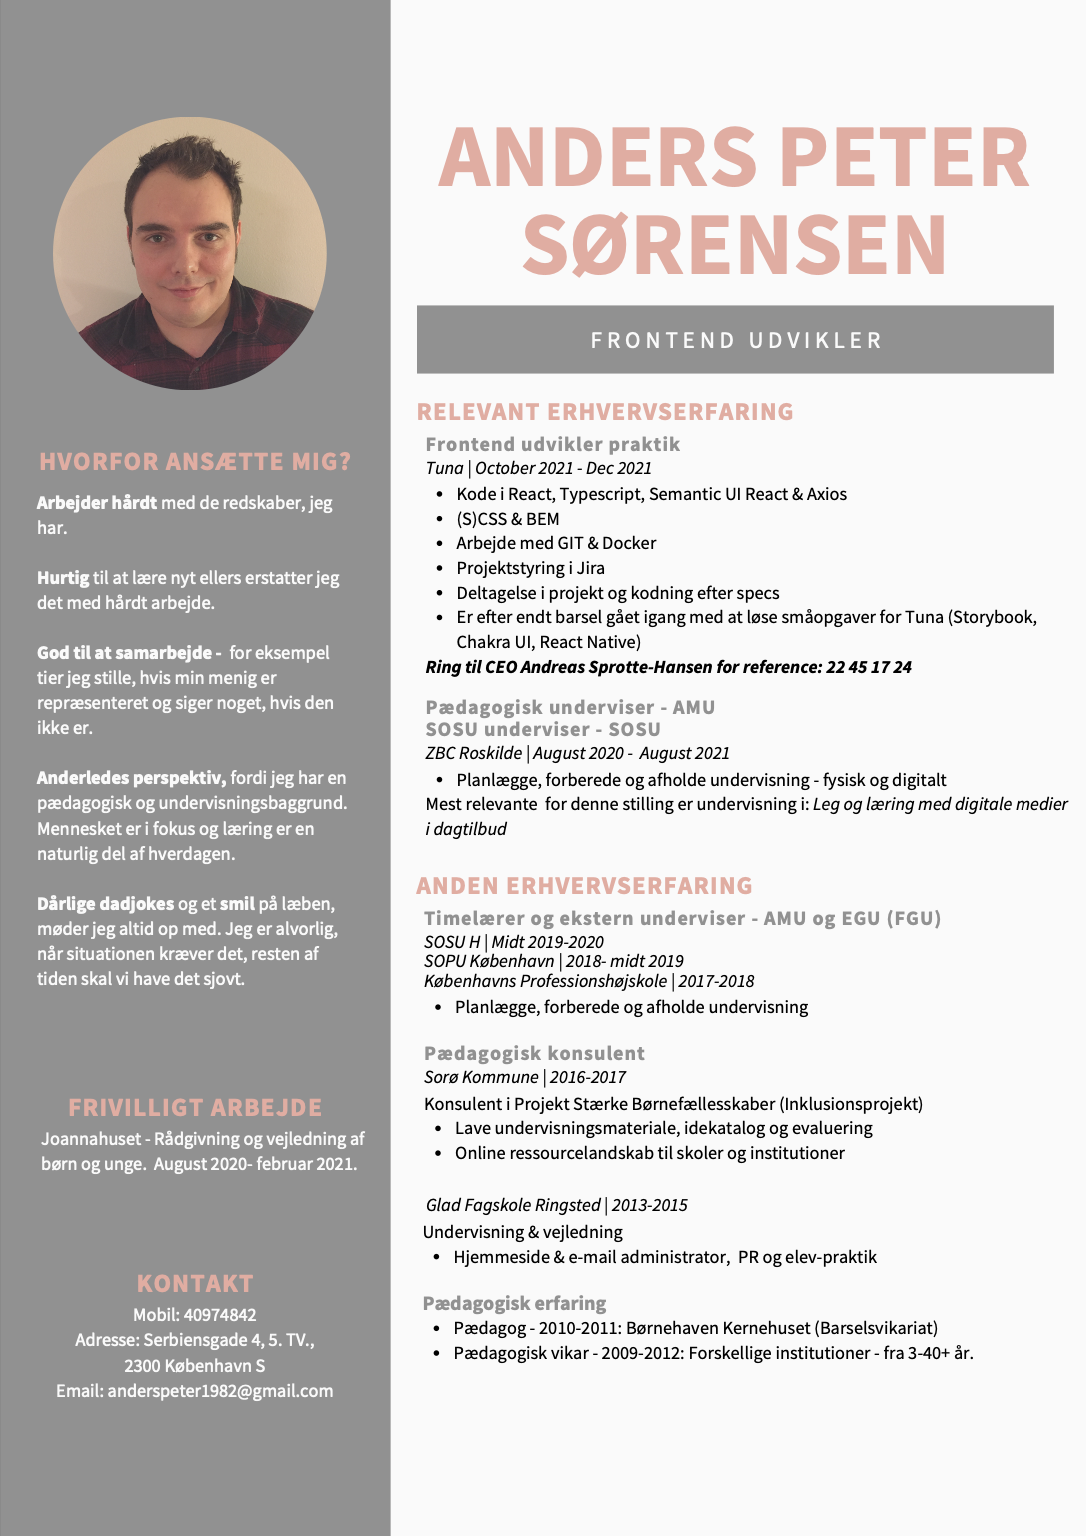 ANDERS PETER
SØRENSEN
FRONTEND UDVIKLER
HVORFOR ANSÆTTE MIG?
Arbejder hårdt med de redskaber, jeg
har.
Hurtig til at lære nyt ellers erstatter jeg
det med hårdt arbejde.
God til at samarbejde -  for eksempel
tier jeg stille, hvis min menig er
repræsenteret og siger noget, hvis den
ikke er.
Anderledes perspektiv, fordi jeg har en
pædagogisk og undervisningsbaggrund.
Mennesket er i fokus og læring er en
naturlig del af hverdagen.
Dårlige dadjokes og et smil på læben,
møder jeg altid op med. Jeg er alvorlig,
når situationen kræver det, resten af
tiden skal vi have det sjovt.
FRIVILLIGT ARBEJDE
Joannahuset - Rådgivning og vejledning af
børn og unge.  August 2020- februar 2021.
KONTAKT
Mobil: 40974842
Adresse: Serbiensgade 4, 5. TV.,
2300 København S
Email: anderspeter1982@gmail.com
RELEVANT ERHVERVSERFARING
Frontend udvikler praktik
Tuna | October 2021 - Dec 2021
• Kode i React, Typescript, Semantic UI React & Axios
• (S)CSS & BEM
• Arbejde med GIT & Docker
• Projektstyring i Jira
• Deltagelse i projekt og kodning efter specs
• Er efter endt barsel gået igang med at løse småopgaver for Tuna (Storybook,
Chakra UI, React Native)
Ring til CEO Andreas Sprotte-Hansen for reference: 22 45 17 24
Pædagogisk underviser - AMU
SOSU underviser - SOSU
ZBC Roskilde | August 2020 -  August 2021
• Planlægge, forberede og afholde undervisning - fysisk og digitalt
Mest relevante  for denne stilling er undervisning i: Leg og læring med digitale medier
i dagtilbud
ANDEN ERHVERVSERFARING
Timelærer og ekstern underviser - AMU og EGU (FGU)
SOSU H | Midt 2019-2020
SOPU København | 2018- midt 2019
Københavns Professionshøjskole | 2017-2018
• Planlægge, forberede og afholde undervisning
Pædagogisk konsulent
Sorø Kommune | 2016-2017
Konsulent i Projekt Stærke Børnefællesskaber (Inklusionsprojekt)
• Lave undervisningsmateriale, idekatalog og evaluering
• Online ressourcelandskab til skoler og institutioner
Glad Fagskole Ringsted | 2013-2015
Undervisning & vejledning
• Hjemmeside & e-mail administrator,  PR og elev-praktik
Pædagogisk erfaring
• Pædagog - 2010-2011: Børnehaven Kernehuset (Barselsvikariat)
• Pædagogisk vikar - 2009-2012: Forskellige institutioner - fra 3-40+ år.